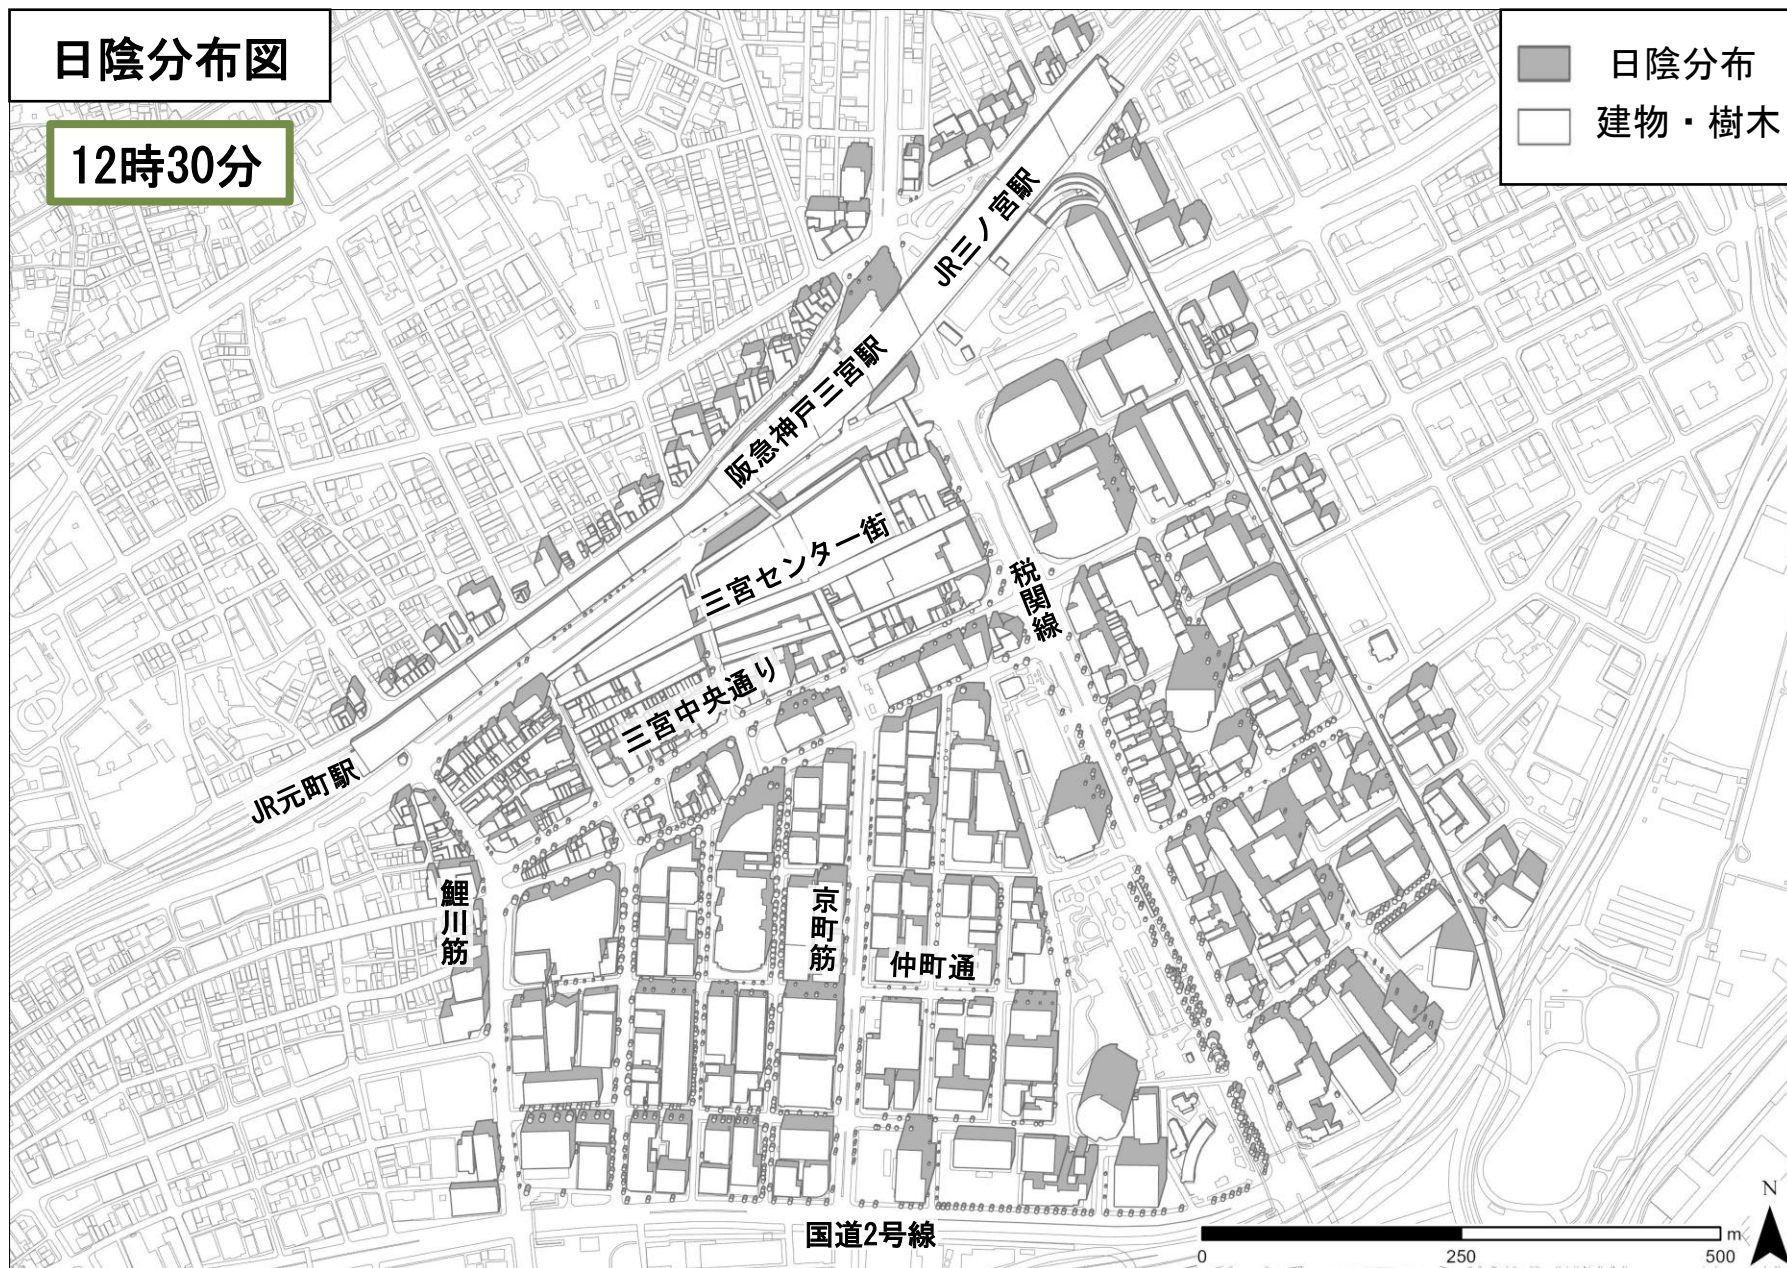 日陰分布図
12時30分
日陰分布
建物・樹木
JR三ノ宮駅
阪急神戸三宮駅
三宮センター街
税関線
三宮中央通り
JR元町駅
鯉川筋
京町筋
仲町通
国道2号線
N
m
0 250 500